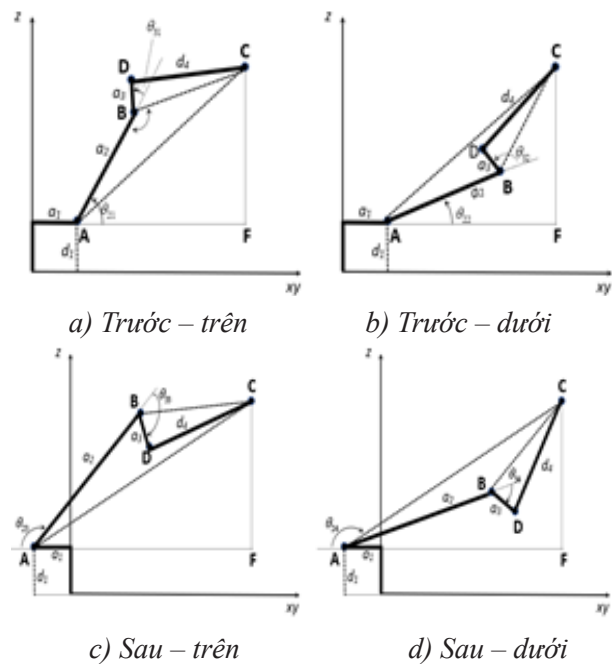 z
θ₃₁
D
d₄
C
a₃
B
a₂
θ₂₁
a₁
A
F
d₁
xy
a) Trước – trên
z
C
d₄
D
θ₃₂
a₃
B
a₂
a₁
θ₂₂
A
F
d₁
xy
b) Trước – dưới
z
B
θ₃₃
C
a₃
d₄
D
a₂
θ₂₃
A
a₁
F
d₁
xy
c) Sau – trên
z
C
B
θ₃₄
d₄
a₂
a₃
D
θ₂₄
A
a₁
F
d₁
xy
d) Sau – dưới